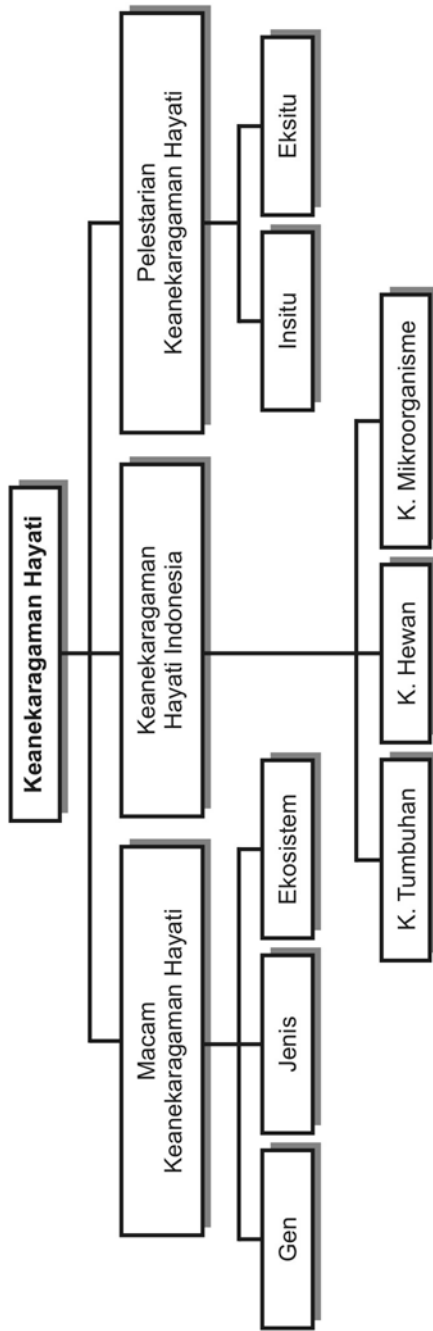 Keanekaragaman Hayati
Macam
Keanekaragaman Hayati
Keanekaragaman
Hayati Indonesia
Pelestarian
Keanekaragaman Hayati
Gen
Jenis
Ekosistem
Insitu
Eksitu
K. Tumbuhan
K. Hewan
K. Mikroorganisme